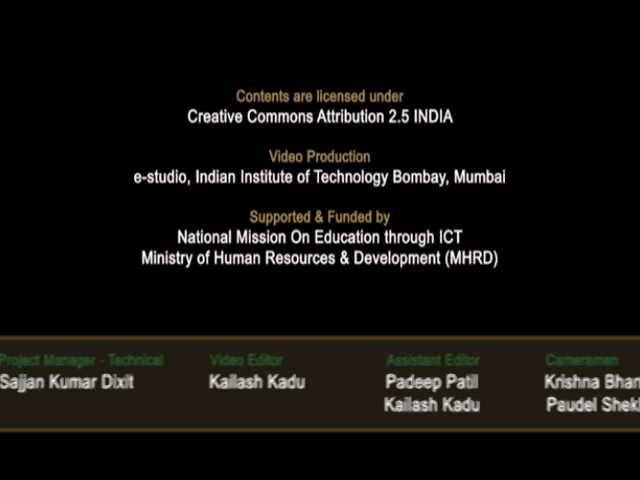 Contents are licensed under
Creative Commons Attribution 2.5 INDIA
Video Production
e-studio, Indian Institute of Technology Bombay, Mumbai
Supported & Funded by
National Mission On Education through ICT
Ministry of Human Resources & Development (MHRD)
Project Manager - Technical Video Editor Assistant Editor Cameramen
Sajjan Kumar Dixit Kailash Kadu Padeep Patil Krishna
Kailash Kadu Paudel